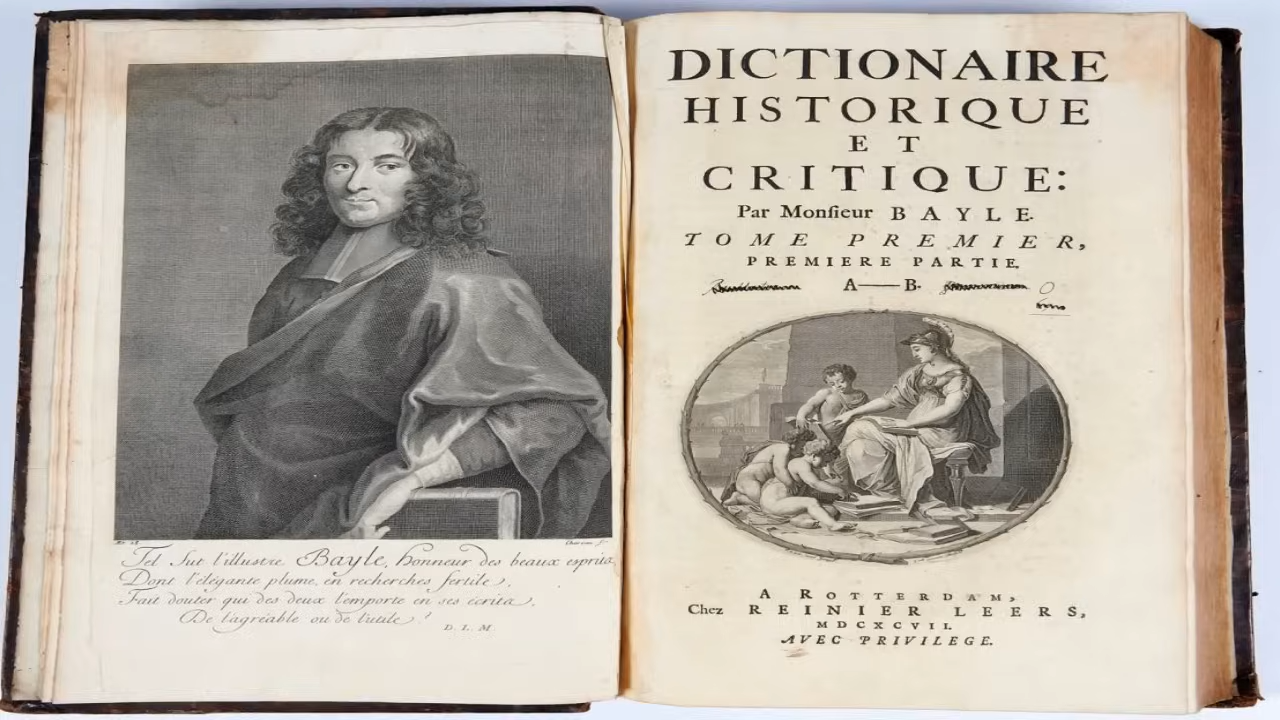 Tel fut l'illustre Bayle, honneur des beaux esprits,
Dont l'élégante plume, en recherches fertile,
Fait douter qui des deux l'emporte en ses écrits,
De l'agréable ou de l'utile!
D. L. M.
DICTIONAIRE
HISTORIQUE
ET
CRITIQUE:
Par Monſieur BAYLE.
TOME PREMIER,
PREMIERE PARTIE.
A—B.
A ROTTERDAM,
Chez REINIER LEERS,
MDCXCVII.
AVEC PRIVILEGE.